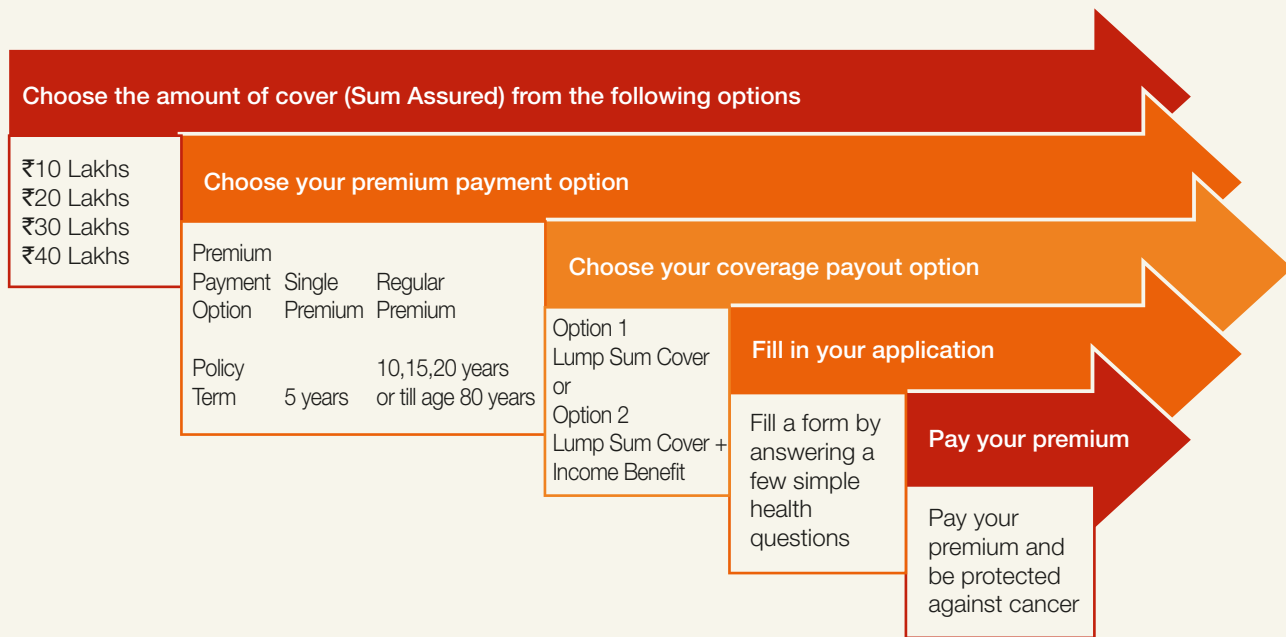 Choose the amount of cover (Sum Assured) from the following options
₹10 Lakhs
₹20 Lakhs
₹30 Lakhs
₹40 Lakhs
Choose your premium payment option
Premium
Payment Single Regular
Option Premium Premium
Policy 10,15,20 years
Term 5 years or till age 80 years
Choose your coverage payout option
Option 1
Lump Sum Cover
or
Option 2
Lump Sum Cover +
Income Benefit
Fill in your application
Fill a form by
answering a
few simple
health
questions
Pay your premium
Pay your
premium and
be protected
against cancer